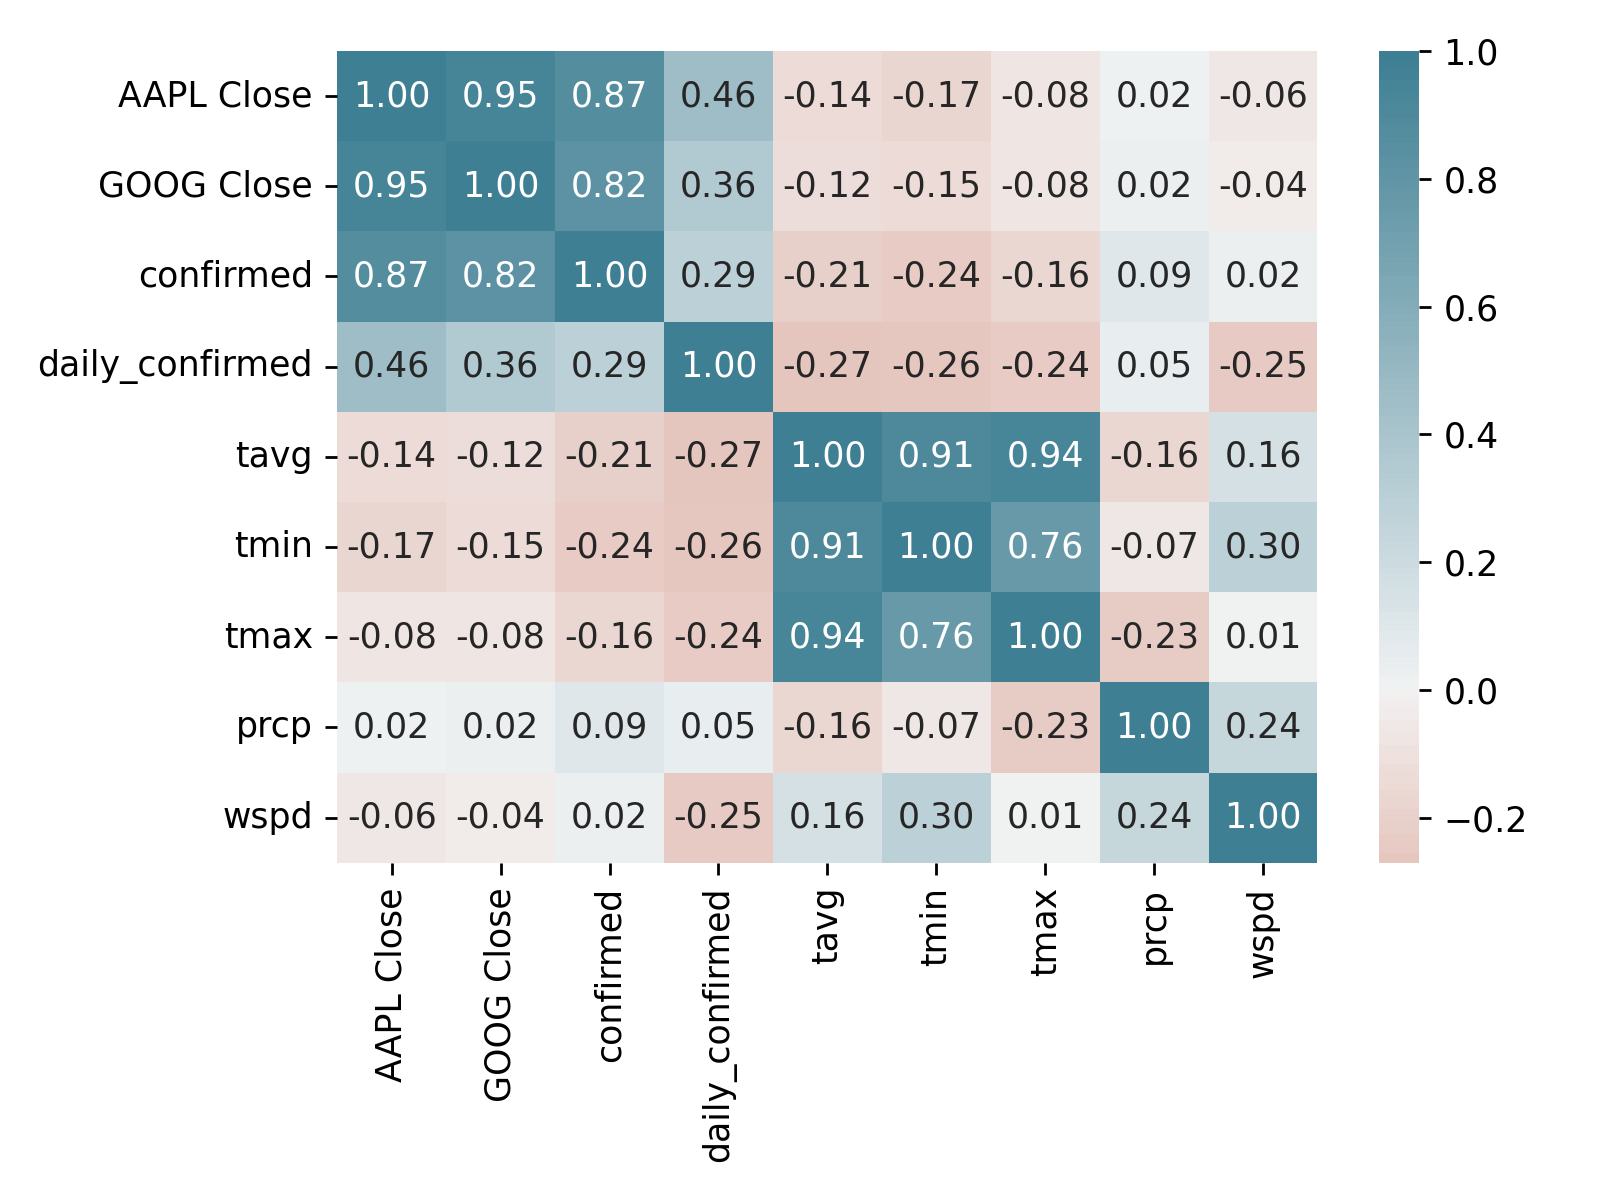 AAPL Close 1.00 0.95 0.87 0.46 -0.14 -0.17 -0.08 0.02 -0.06
GOOG Close 0.95 1.00 0.82 0.36 -0.12 -0.15 -0.08 0.02 -0.04
confirmed 0.87 0.82 1.00 0.29 -0.21 -0.24 -0.16 0.09 0.02
daily_confirmed 0.46 0.36 0.29 1.00 -0.27 -0.26 -0.24 0.05 -0.25
tavg -0.14 -0.12 -0.21 -0.27 1.00 0.91 0.94 -0.16 0.16
tmin -0.17 -0.15 -0.24 -0.26 0.91 1.00 0.76 -0.07 0.30
tmax -0.08 -0.08 -0.16 -0.24 0.94 0.76 1.00 -0.23 0.01
prcp 0.02 0.02 0.09 0.05 -0.16 -0.07 -0.23 1.00 0.24
wspd -0.06 -0.04 0.02 -0.25 0.16 0.30 0.01 0.24 1.00
AAPL Close
GOOG Close
confirmed
daily_confirmed
tavg
tmin
tmax
prcp
wspd
1.0
0.8
0.6
0.4
0.2
0.0
−0.2